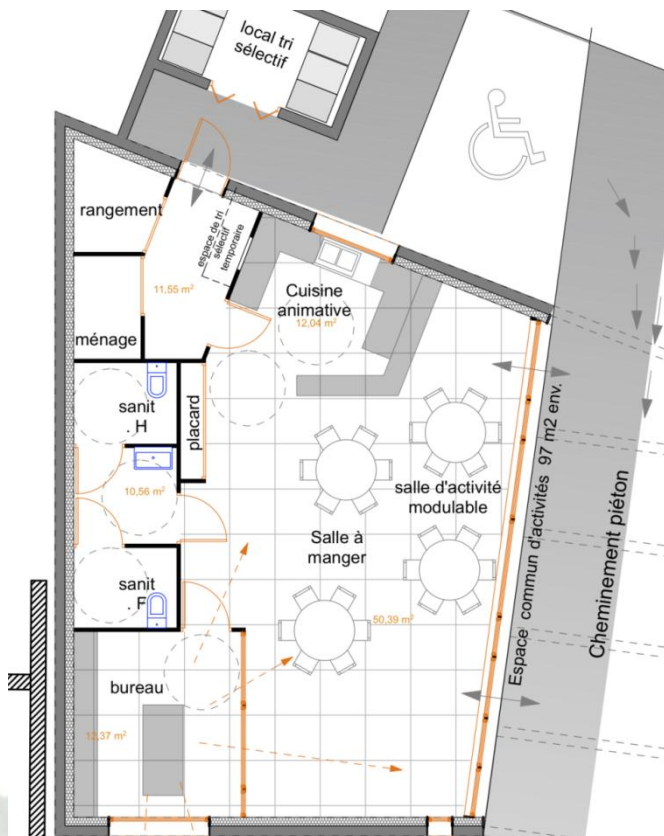 local tri
sélectif
rangement
espace de tri
sélectif
temporaire
11,55 m²
Cuisine
animative
12,04 m²
ménage
sanit
. H
placard
10,56 m²
salle d'activité
modulable
Salle à
manger
sanit
. F
50,39 m²
bureau
12,37 m²
Espace commun d'activités 97 m2 env.
Cheminement piéton